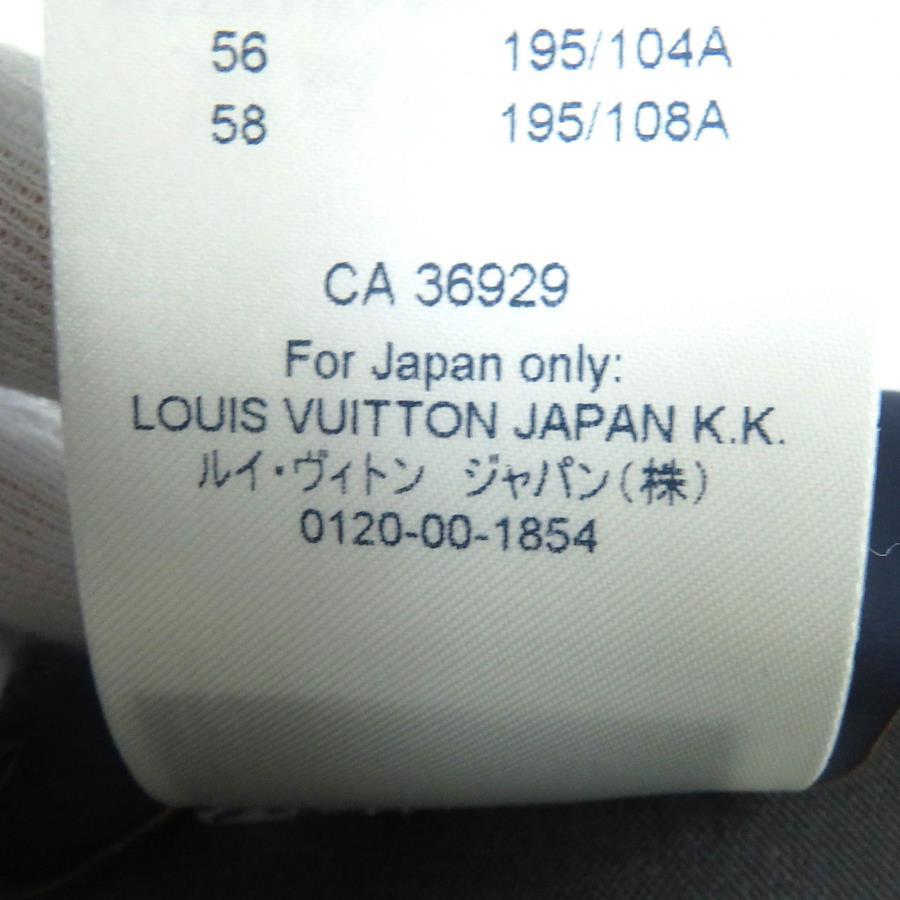 56 195/104A
58 195/108A
CA 36929
For Japan only:
LOUIS VUITTON JAPAN K.K.
ルイ・ヴィトン ジャパン(株)
0120-00-1854